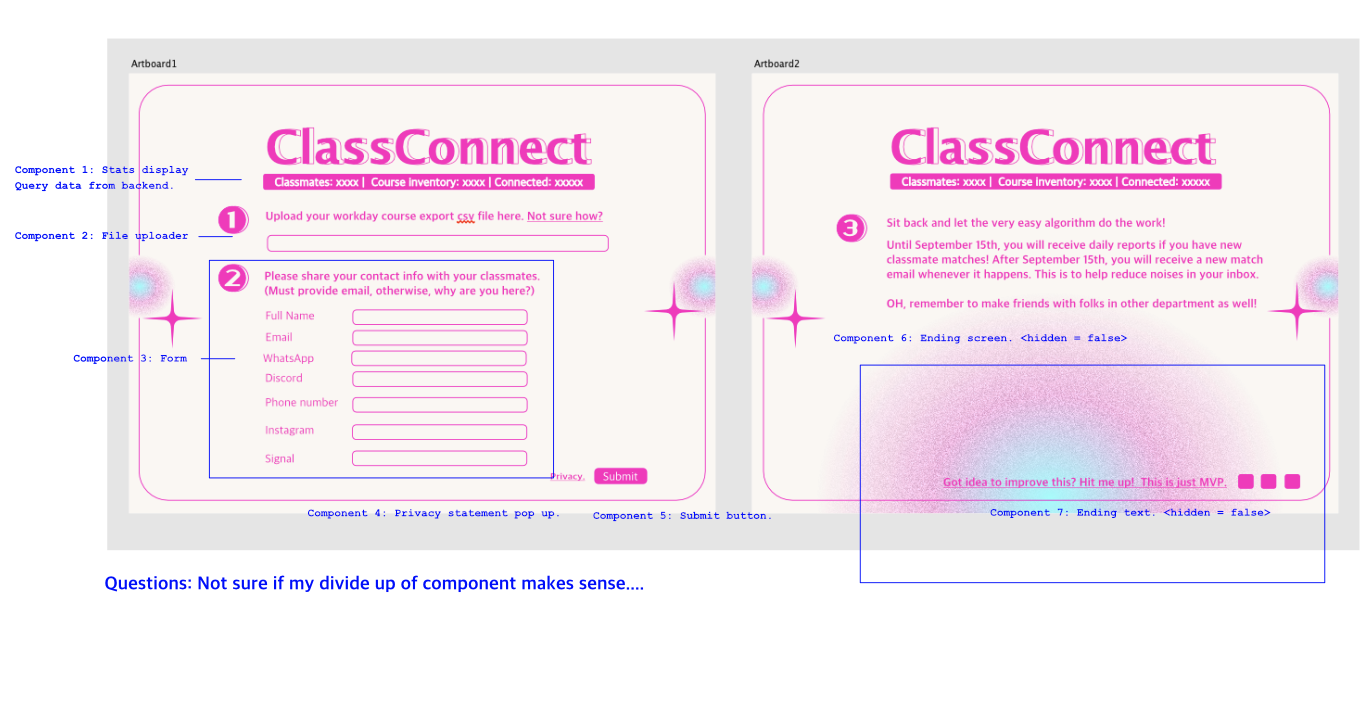 Artboard1
ClassConnect
Classmates: xxxx | Course inventory: xxxx | Connected: xxxxx
Component 1: Stats display
Query data from backend.
1
Upload your workday course export csv file here. Not sure how?
Component 2: File uploader
2
Please share your contact info with your classmates.
(Must provide email, otherwise, why are you here?)
Full Name
Email
WhatsApp
Component 3: Form
Discord
Phone number
Instagram
Signal
Privacy.
Submit
Component 4: Privacy statement pop up.
Component 5: Submit button.
Artboard2
ClassConnect
Classmates: xxxx | Course inventory: xxxx | Connected: xxxxx
3
Sit back and let the very easy algorithm do the work!
Until September 15th, you will receive daily reports if you have new
classmate matches! After September 15th, you will receive a new match
email whenever it happens. This is to help reduce noises in your inbox.
OH, remember to make friends with folks in other department as well!
Component 6: Ending screen. <hidden = false>
Got idea to improve this? Hit me up! This is just MVP.
Component 7: Ending text. <hidden = false>
Questions: Not sure if my divide up of component makes sense....